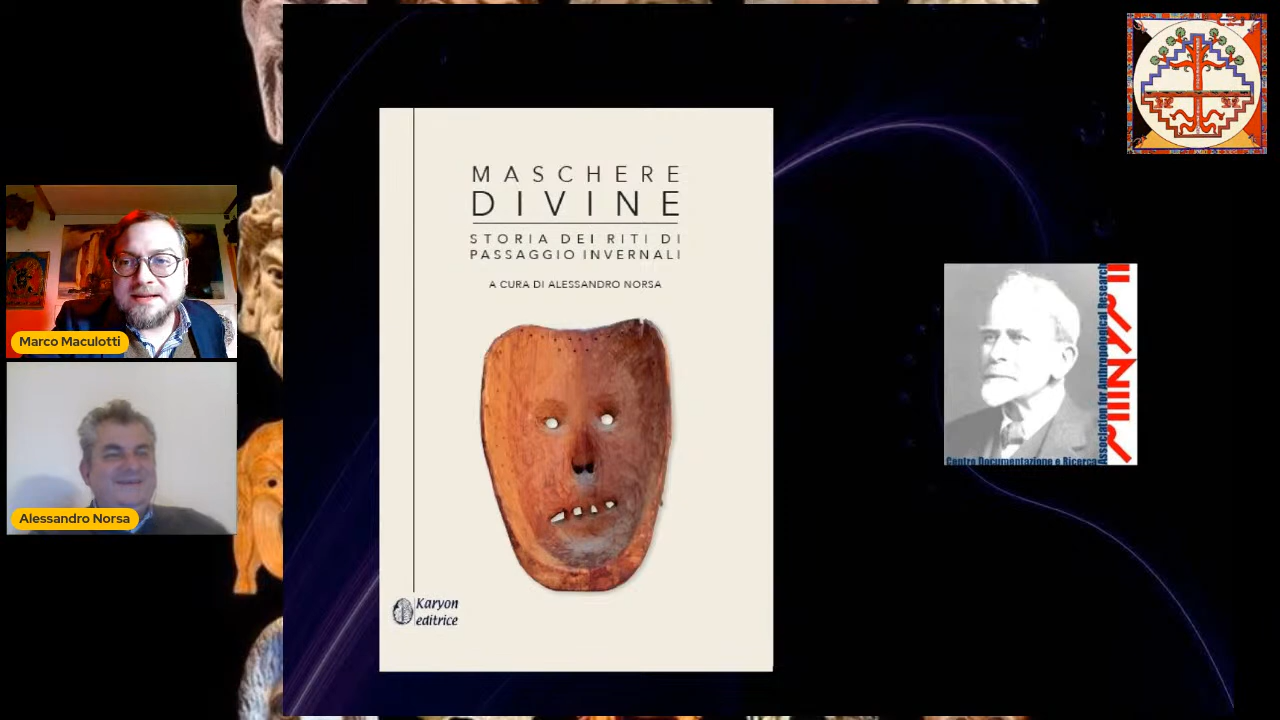 MASCHERE
DIVINE
STORIA DEI RITI DI
PASSAGGIO INVERNALI
A CURA DI ALESSANDRO NORSA
Karyon
editrice
Marco Maculotti
Alessandro Norsa
Association for Anthropological Research
Centro Documentazione e Ricerca